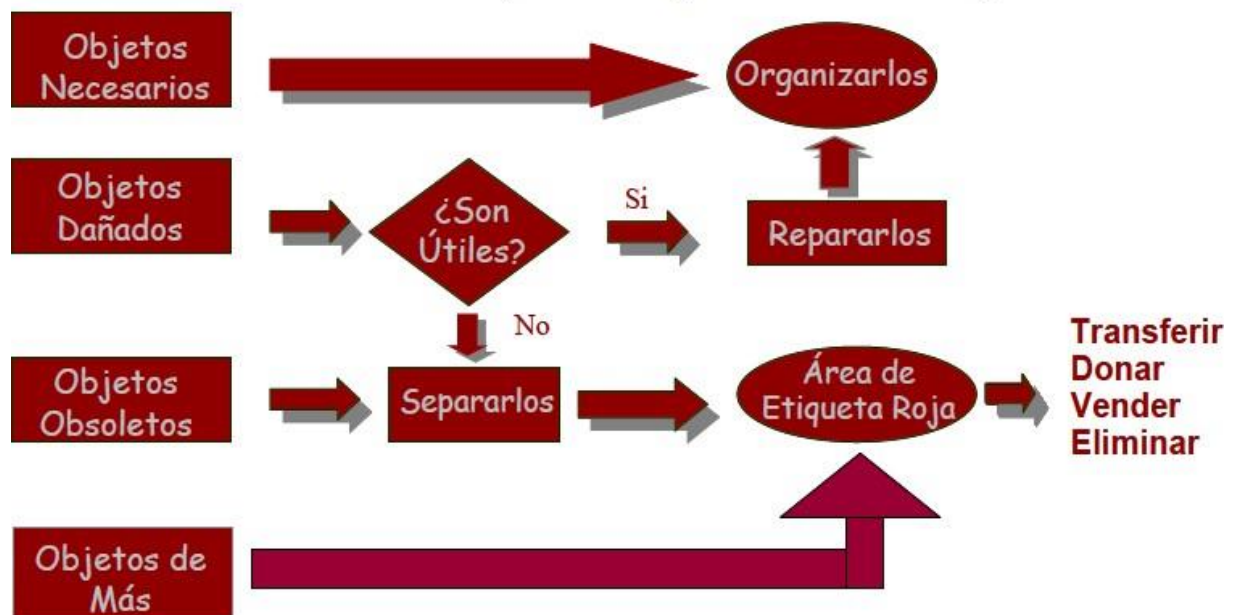 Objetos
Necesarios
Organizarlos
Objetos
Dañados
¿Son
Útiles?
Si
Repararlos
No
Objetos
Obsoletos
Separarlos
Área de
Etiqueta Roja
Transferir
Donar
Vender
Eliminar
Objetos de
Más